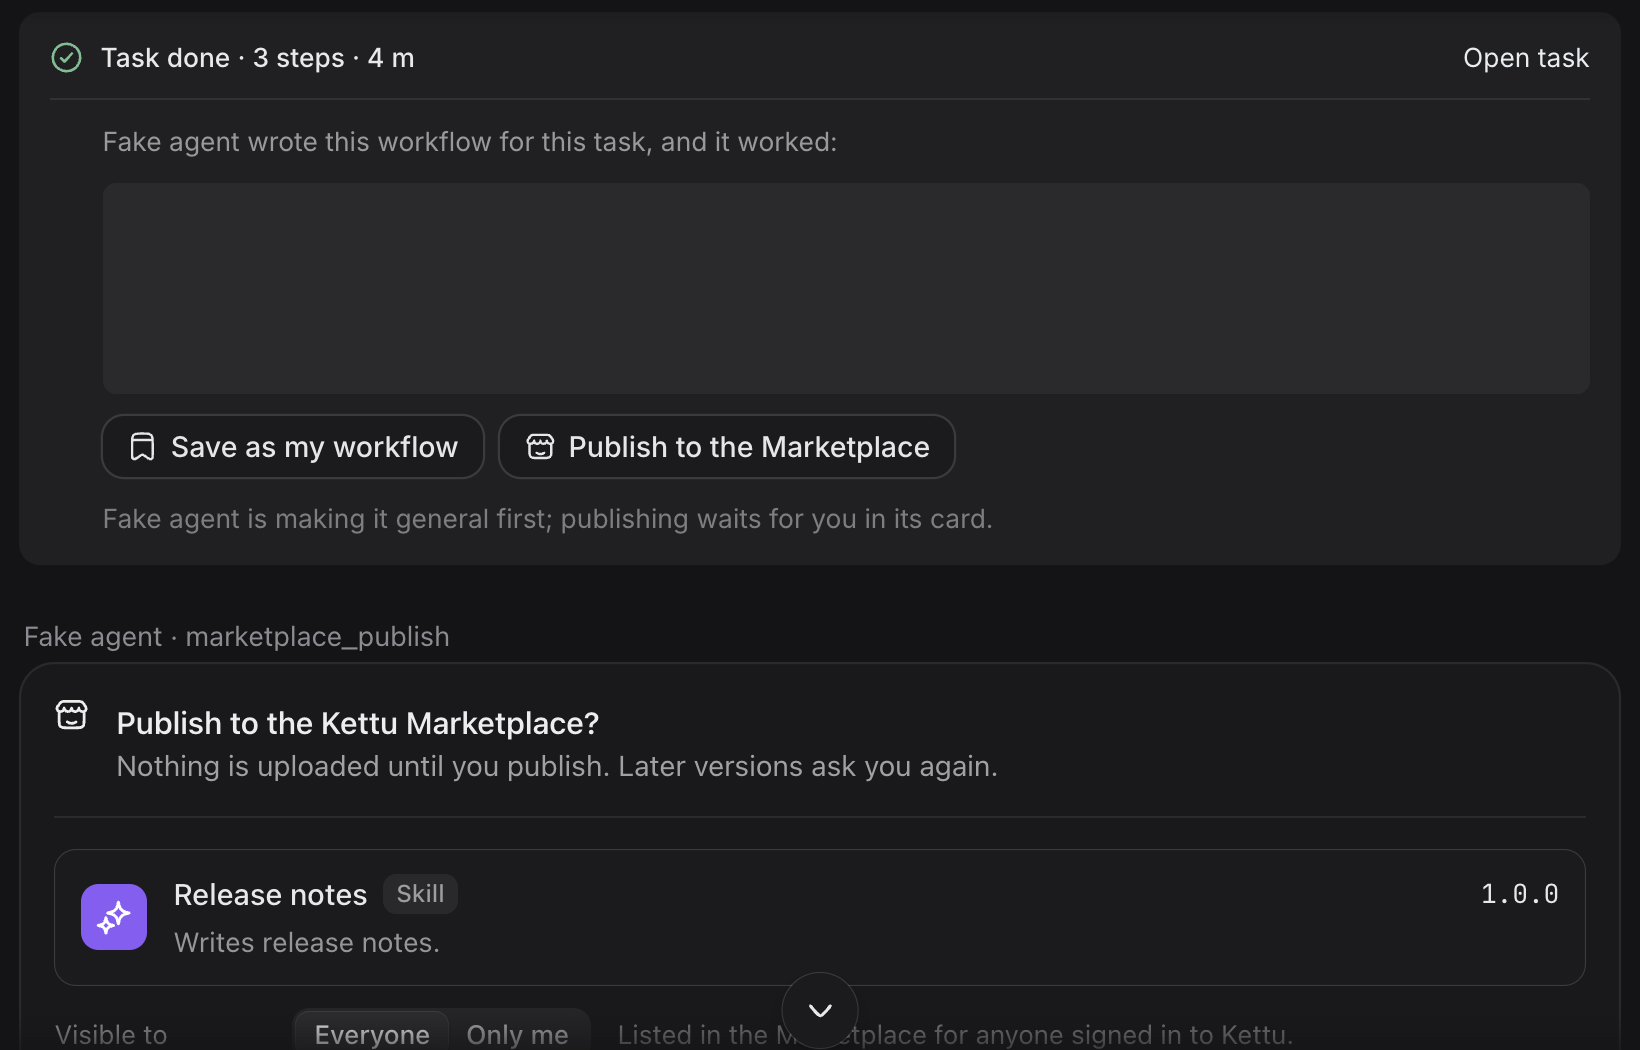 Task done · 3 steps · 4 m
Open task
Fake agent wrote this workflow for this task, and it worked:
Save as my workflow
Publish to the Marketplace
Fake agent is making it general first; publishing waits for you in its card.
Fake agent · marketplace_publish
Publish to the Kettu Marketplace?
Nothing is uploaded until you publish. Later versions ask you again.
Release notes
Skill
1.0.0
Writes release notes.
Visible to
Everyone
Only me
Listed in the for anyone signed in to Kettu.